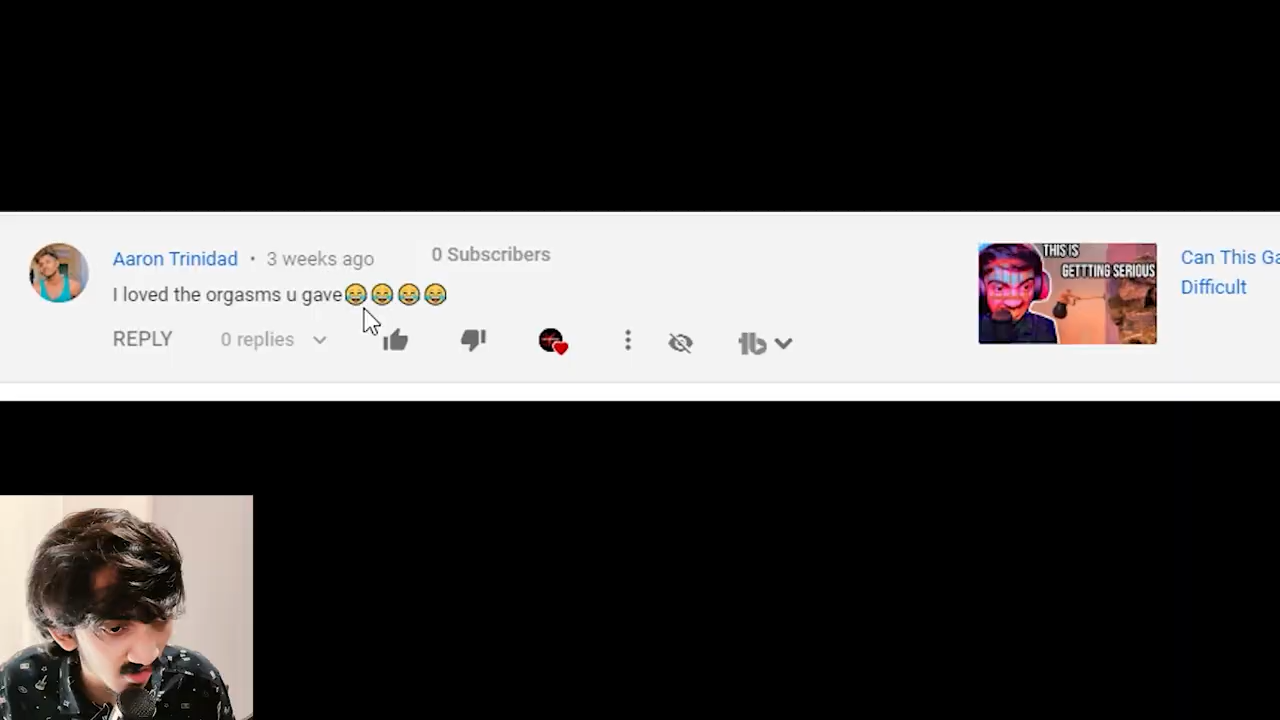 Aaron Trinidad • 3 weeks ago 0 Subscribers
I loved the orgasms u gave😂😂😂😂
REPLY 0 replies
THIS IS
GETTTING SERIOUS
Can This Ga
Difficult